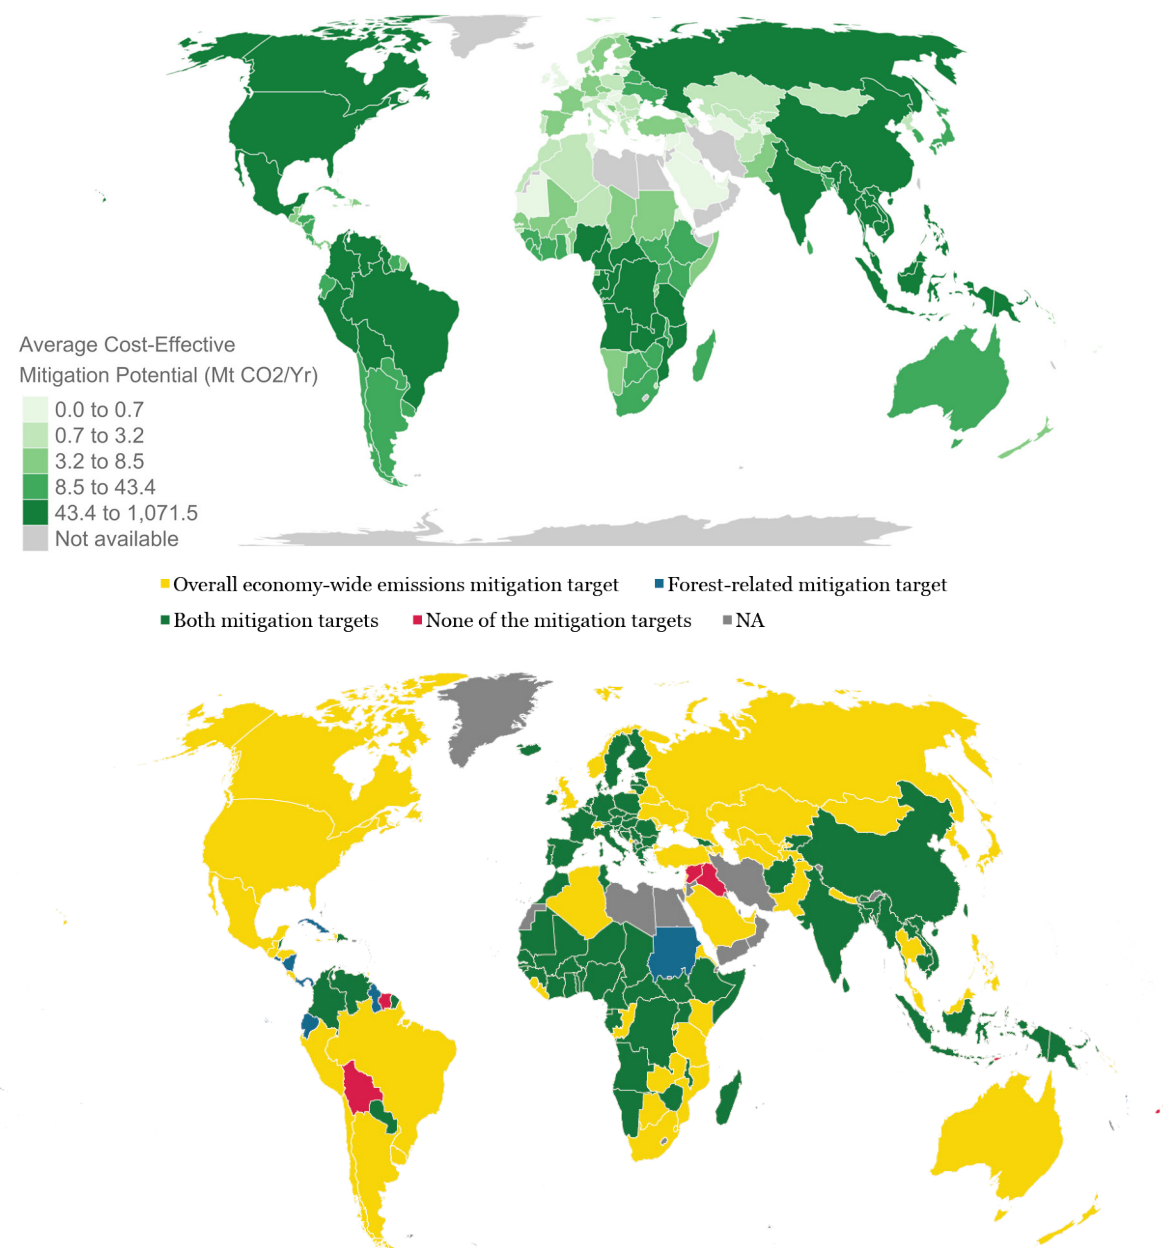 Average Cost-Effective
Mitigation Potential (Mt CO2/Yr)
0.0 to 0.7
0.7 to 3.2
3.2 to 8.5
8.5 to 43.4
43.4 to 1,071.5
Not available
Overall economy-wide emissions mitigation target Forest-related mitigation target
Both mitigation targets None of the mitigation targets NA